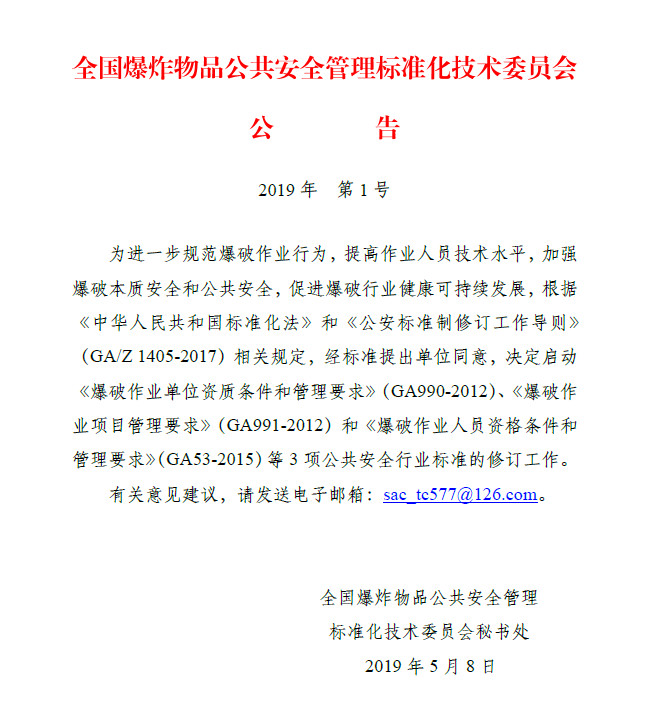 全国爆炸物品公共安全管理标准化技术委员会
公 告
2019 年 第 1 号
为进一步规范爆破作业行为，提高作业人员技术水平，加强
爆破本质安全和公共安全，促进爆破行业健康可持续发展，根据
《中华人民共和国标准化法》和《公安标准制修订工作导则》
（GA/Z 1405-2017）相关规定，经标准提出单位同意，决定启动
《爆破作业单位资质条件和管理要求》（GA990-2012）、《爆破作
业项目管理要求》（GA991-2012）和《爆破作业人员资格条件和
管理要求》（GA53-2015）等 3 项公共安全行业标准的修订工作。
有关意见建议，请发送电子邮箱：sac_tc577@126.com。
全国爆炸物品公共安全管理
标准化技术委员会秘书处
2019 年 5 月 8 日